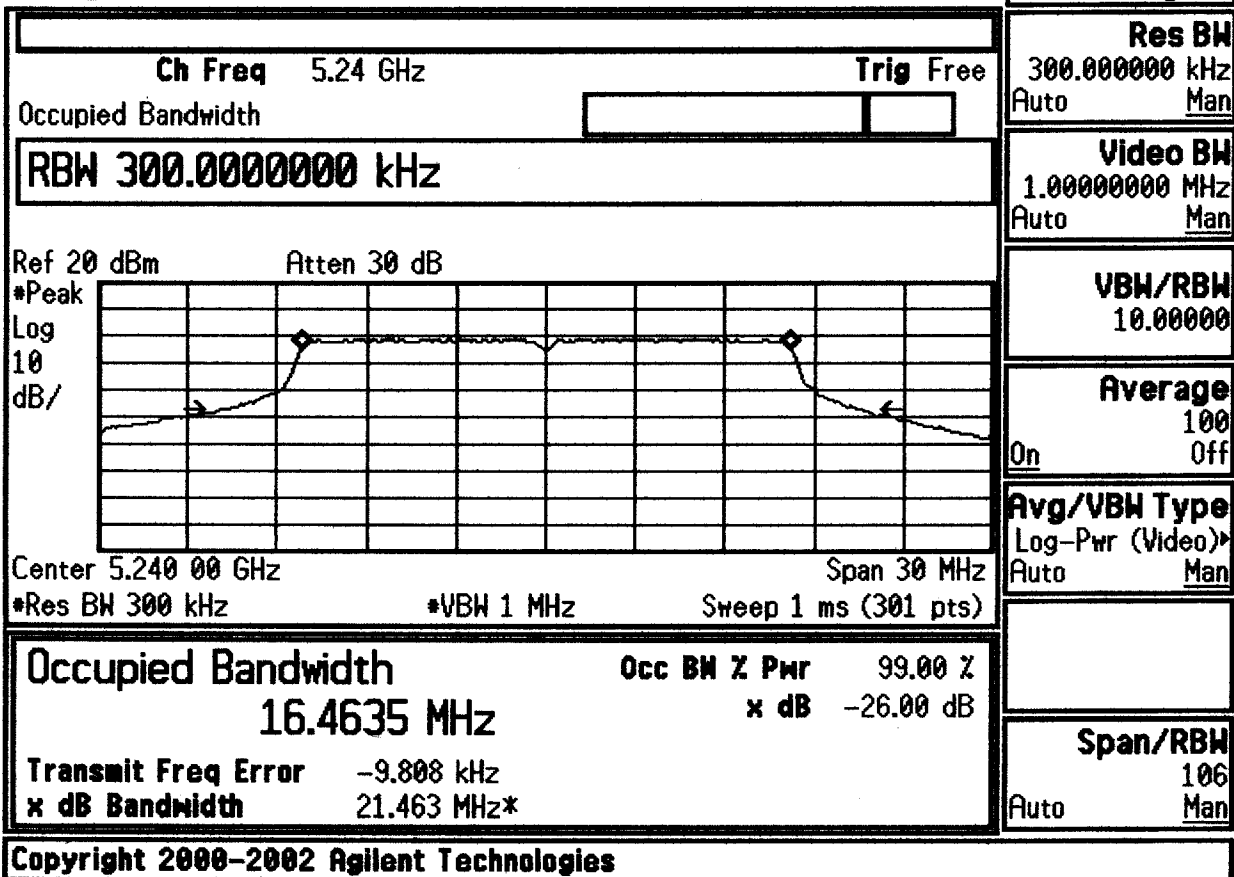 Ch Freq 5.24 GHz Trig Free
Occupied Bandwidth
RBW 300.0000000 kHz
Ref 20 dBm Atten 30 dB
*Peak
Log
10
dB/
Center 5.240 00 GHz Span 30 MHz
*Res BW 300 kHz *VBW 1 MHz Sweep 1 ms (301 pts)
Occupied Bandwidth
16.4635 MHz
Occ BW % Pwr 99.00 %
x dB -26.00 dB
Transmit Freq Error -9.808 kHz
x dB Bandwidth 21.463 MHz*
Copyright 2000-2002 Agilent Technologies
Res BW
300.000000 kHz
Auto Man
Video BW
1.00000000 MHz
Auto Man
VBW/RBW
10.00000
Average
100
On Off
Avg/VBW Type
Log-Pwr (Video)▸
Auto Man
Span/RBW
106
Auto Man